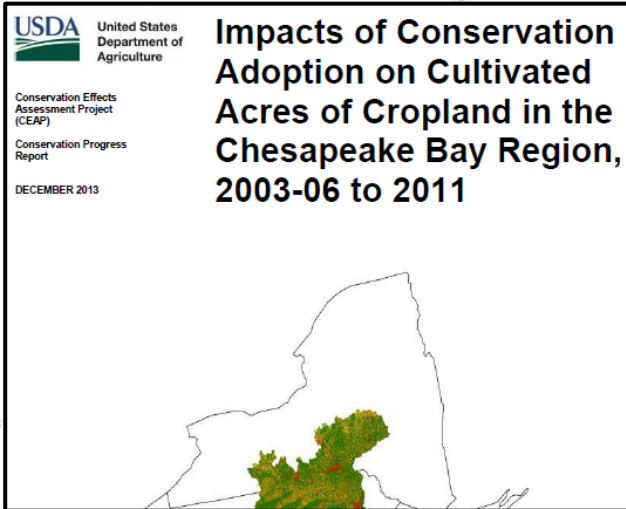 USDA
United States
Department of
Agriculture
Conservation Effects
Assessment Project
(CEAP)
Conservation Progress
Report
DECEMBER 2013
Impacts of Conservation
Adoption on Cultivated
Acres of Cropland in the
Chesapeake Bay Region,
2003-06 to 2011